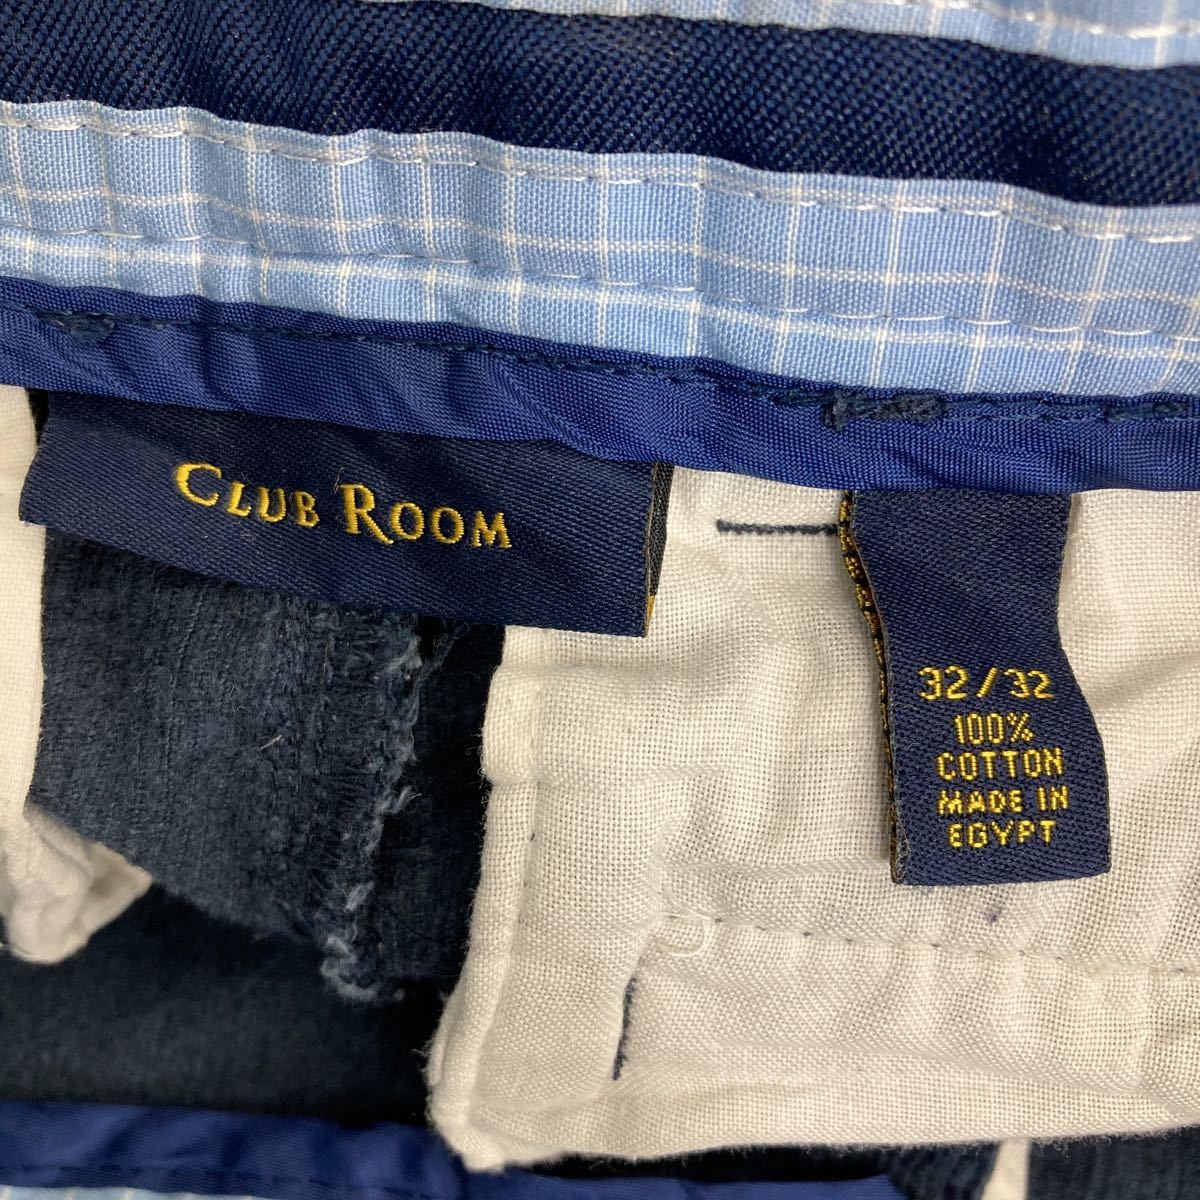 CLUB ROOM
32/32
100%
COTTON
MADE IN
EGYPT